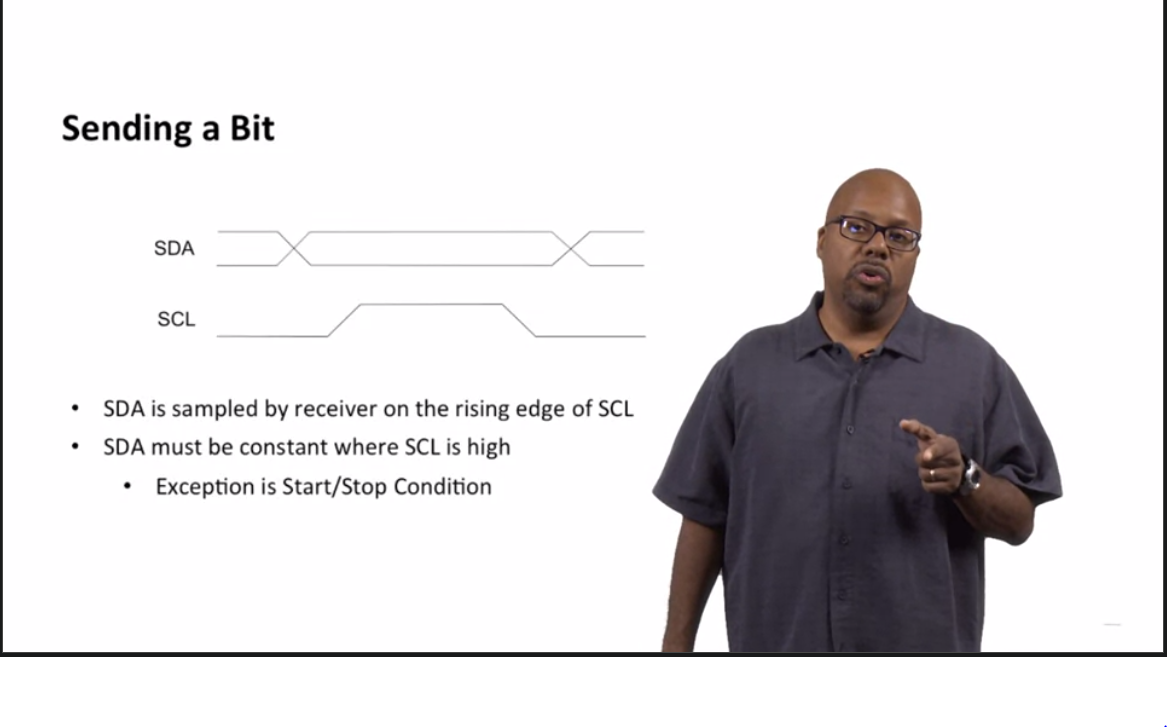 Sending a Bit
SDA
SCL
• SDA is sampled by receiver on the rising edge of SCL
• SDA must be constant where SCL is high
• Exception is Start/Stop Condition